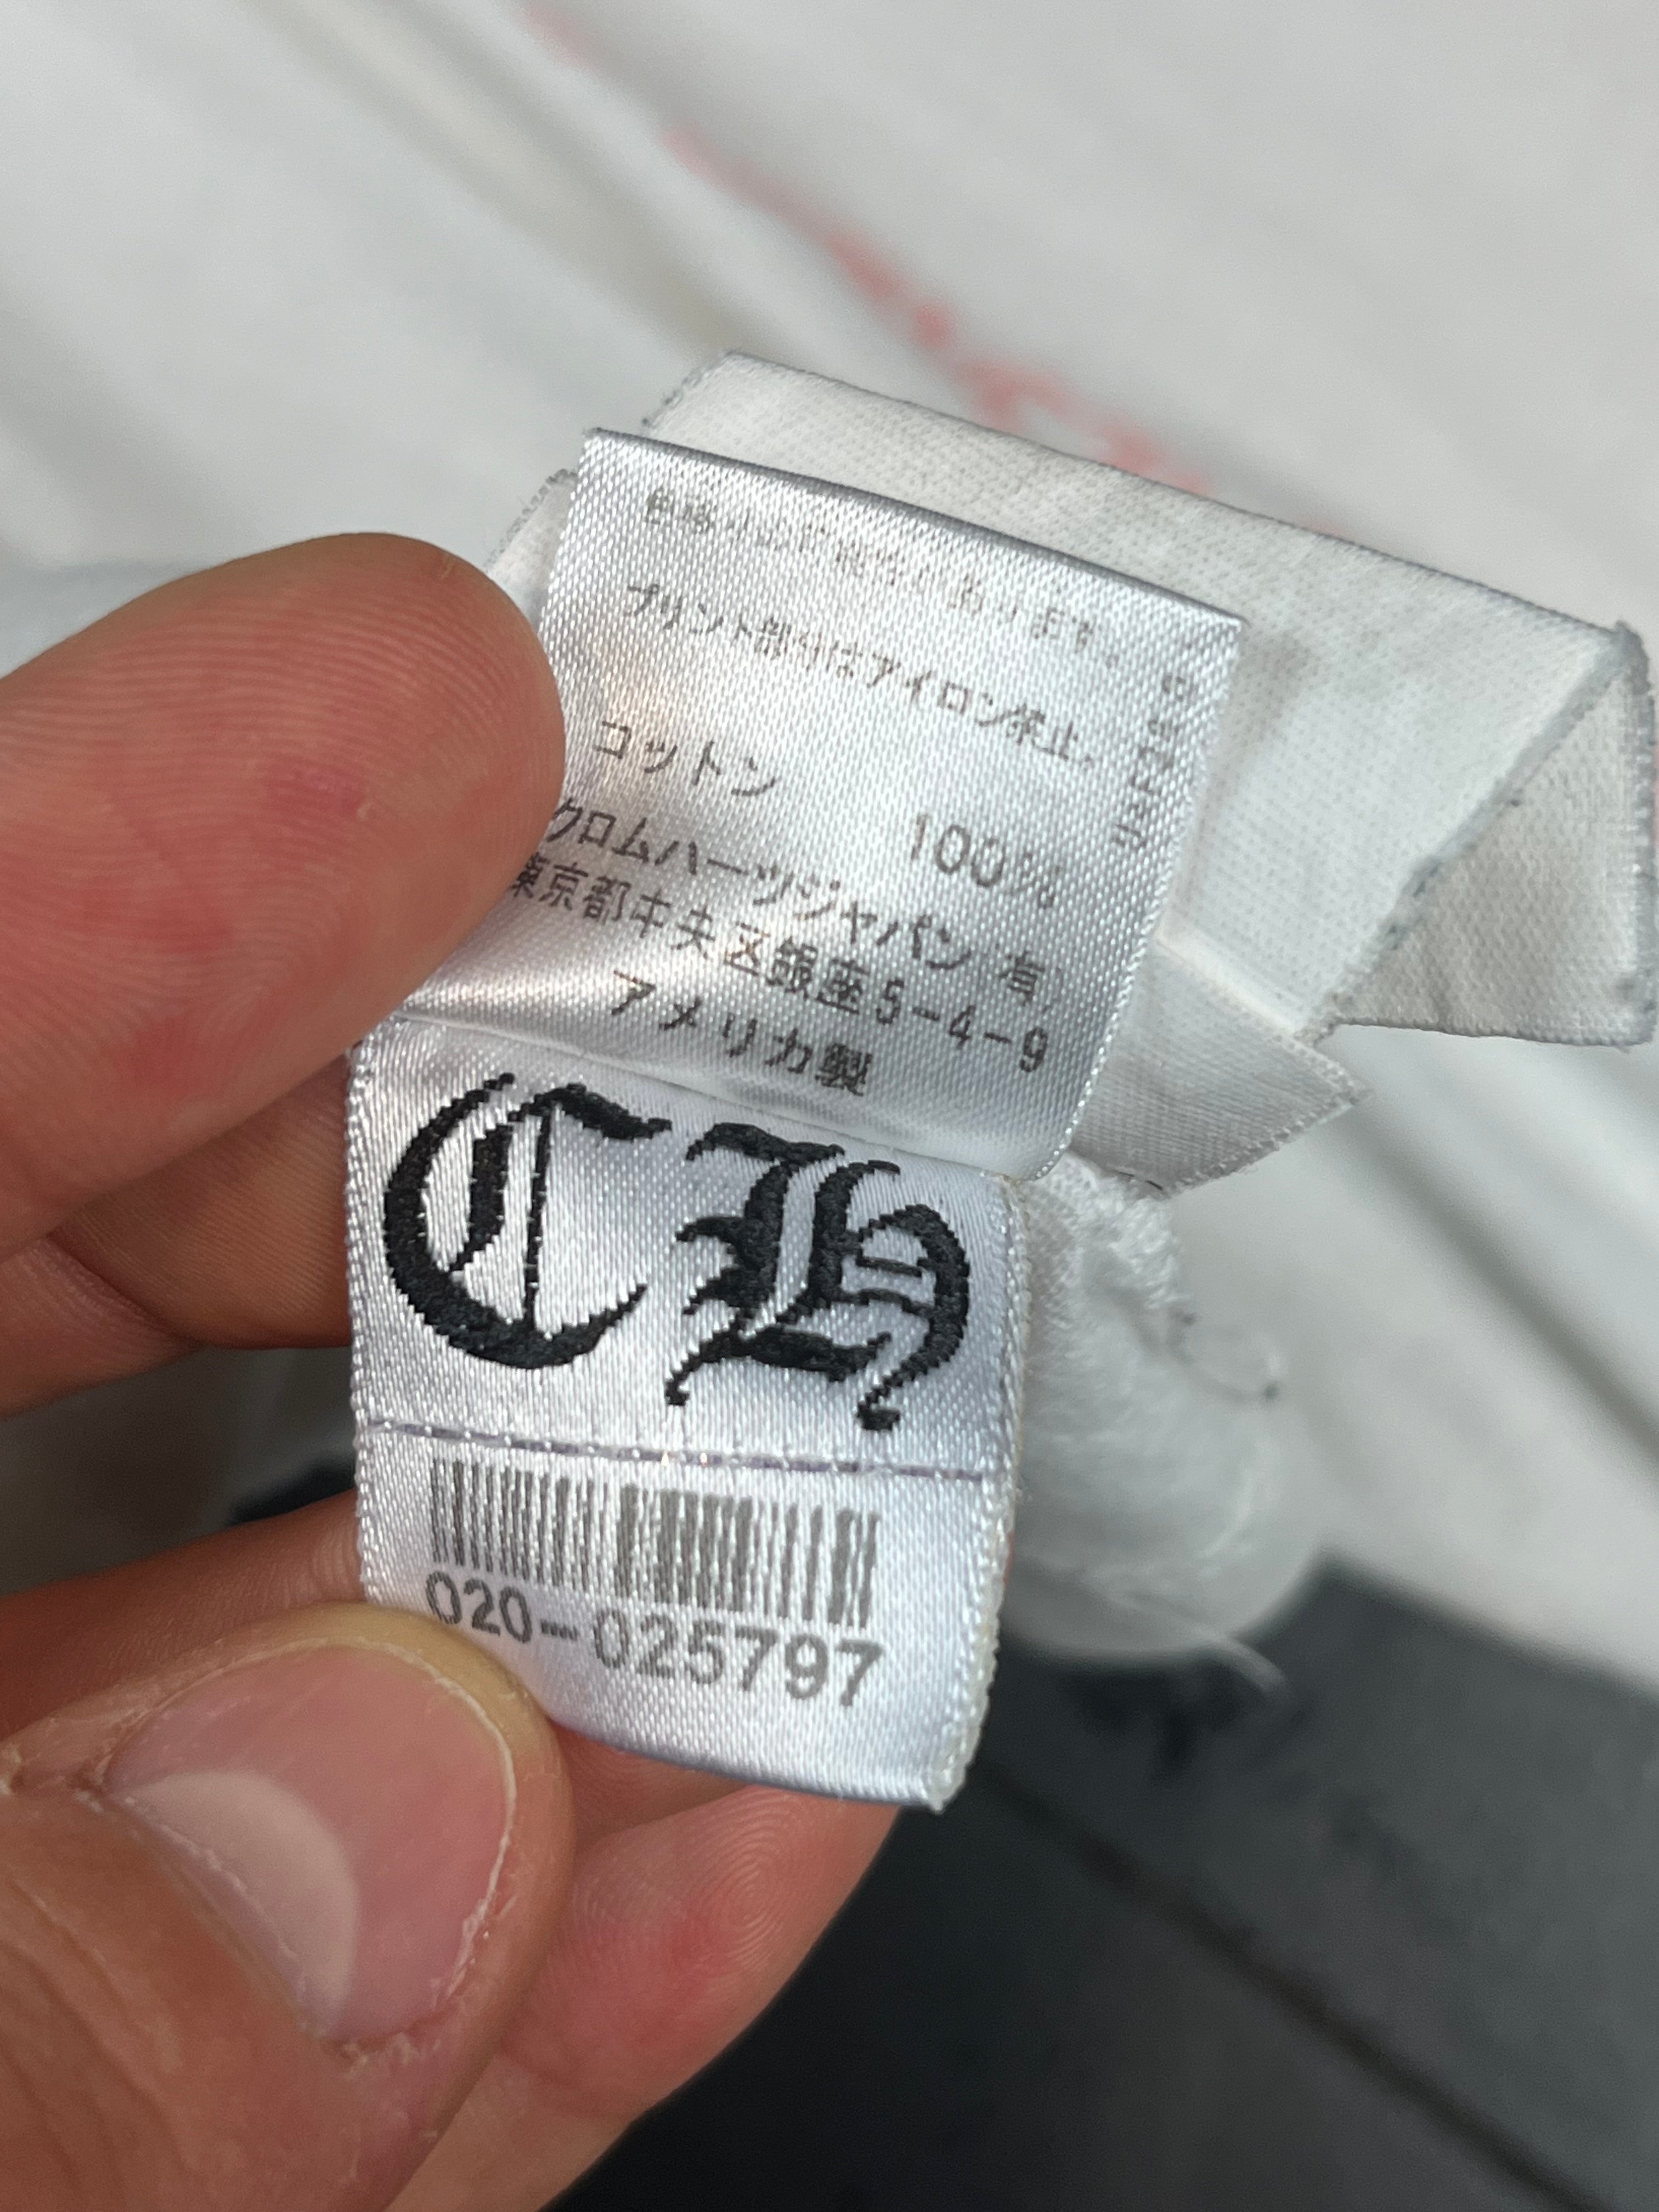 プリント部分はアイロン禁止。
コットン 100%
クロムハーツジャパン(有)
東京都中央区銀座5-4-9
アメリカ製
CH
020-025797